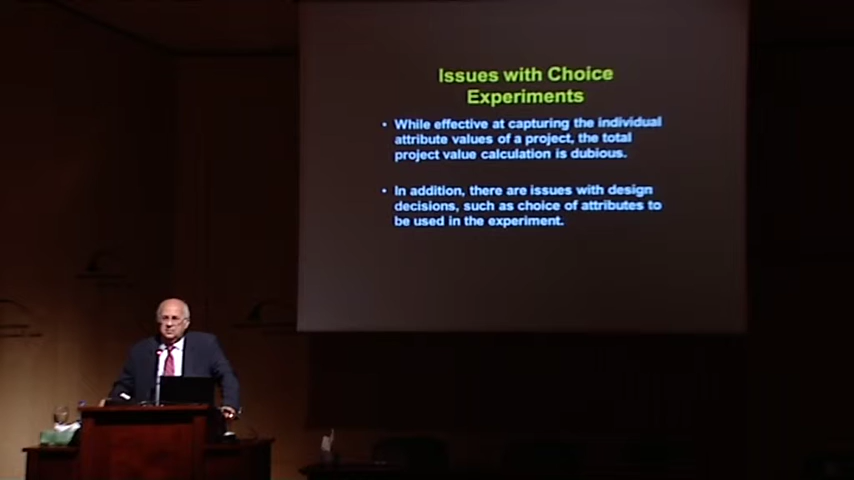 Issues with Choice
Experiments
• While effective at capturing the individual
attribute values of a project, the total
project value calculation is dubious.
• In addition, there are issues with design
decisions, such as choice of attributes to
be used in the experiment.